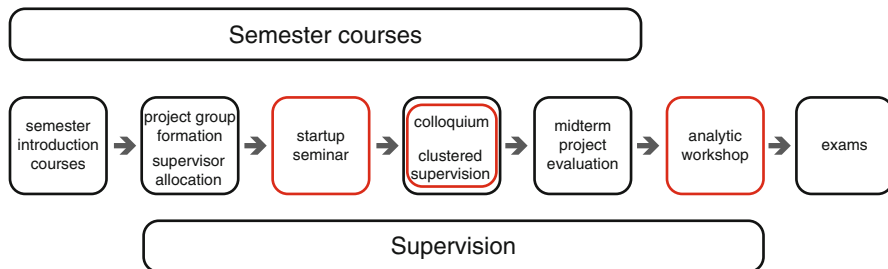 Semester courses
semester
introduction
courses
project group
formation
supervisor
allocation
startup
seminar
colloquium
clustered
supervision
midterm
project
evaluation
analytic
workshop
exams
Supervision